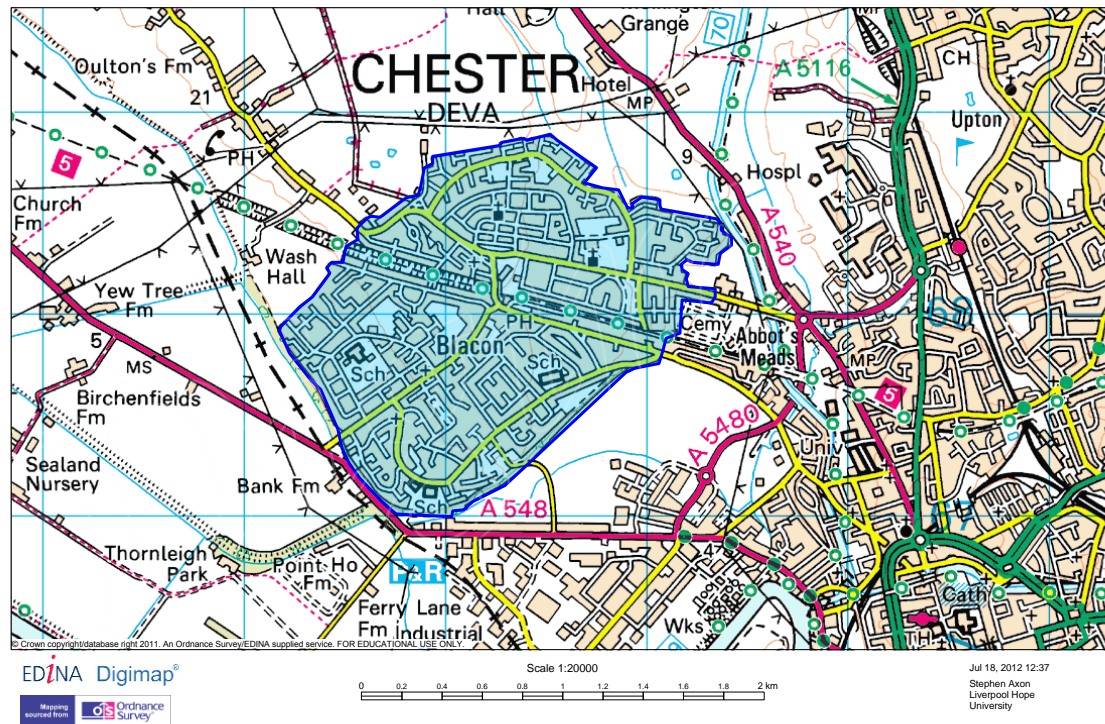 Grange
70
A 5116
MP
CH
Oulton's Fm
CHESTER
Hotel
21
DEVA
MP
Upton
5
PH
9
Hospl
Church
Fm
A 540
10
Wash
Hall
Yew Tree
Fm
5
PH
Cemy
Abbot's
Meads
MS
Blacon
Sch
Sch
MP
5
Birchenfields
Fm
A 5480
Univ
Sealand
Nursery
Bank Fm
Sch
A 548
Thornleigh
Park
Point Ho
Fm
P&R
47
Cath
Ferry Lane
Fm Industrial
Wks
TH
© Crown copyright/database right 2011. An Ordnance Survey/EDINA supplied service. FOR EDUCATIONAL USE ONLY.
EDINA Digimap®
Scale 1:20000
Jul 18, 2012 12:37
Stephen Axon
Liverpool Hope
University
0 0.2 0.4 0.6 0.8 1 1.2 1.4 1.6 1.8 2 km
Mapping
sourced from
OS Ordnance
Survey®